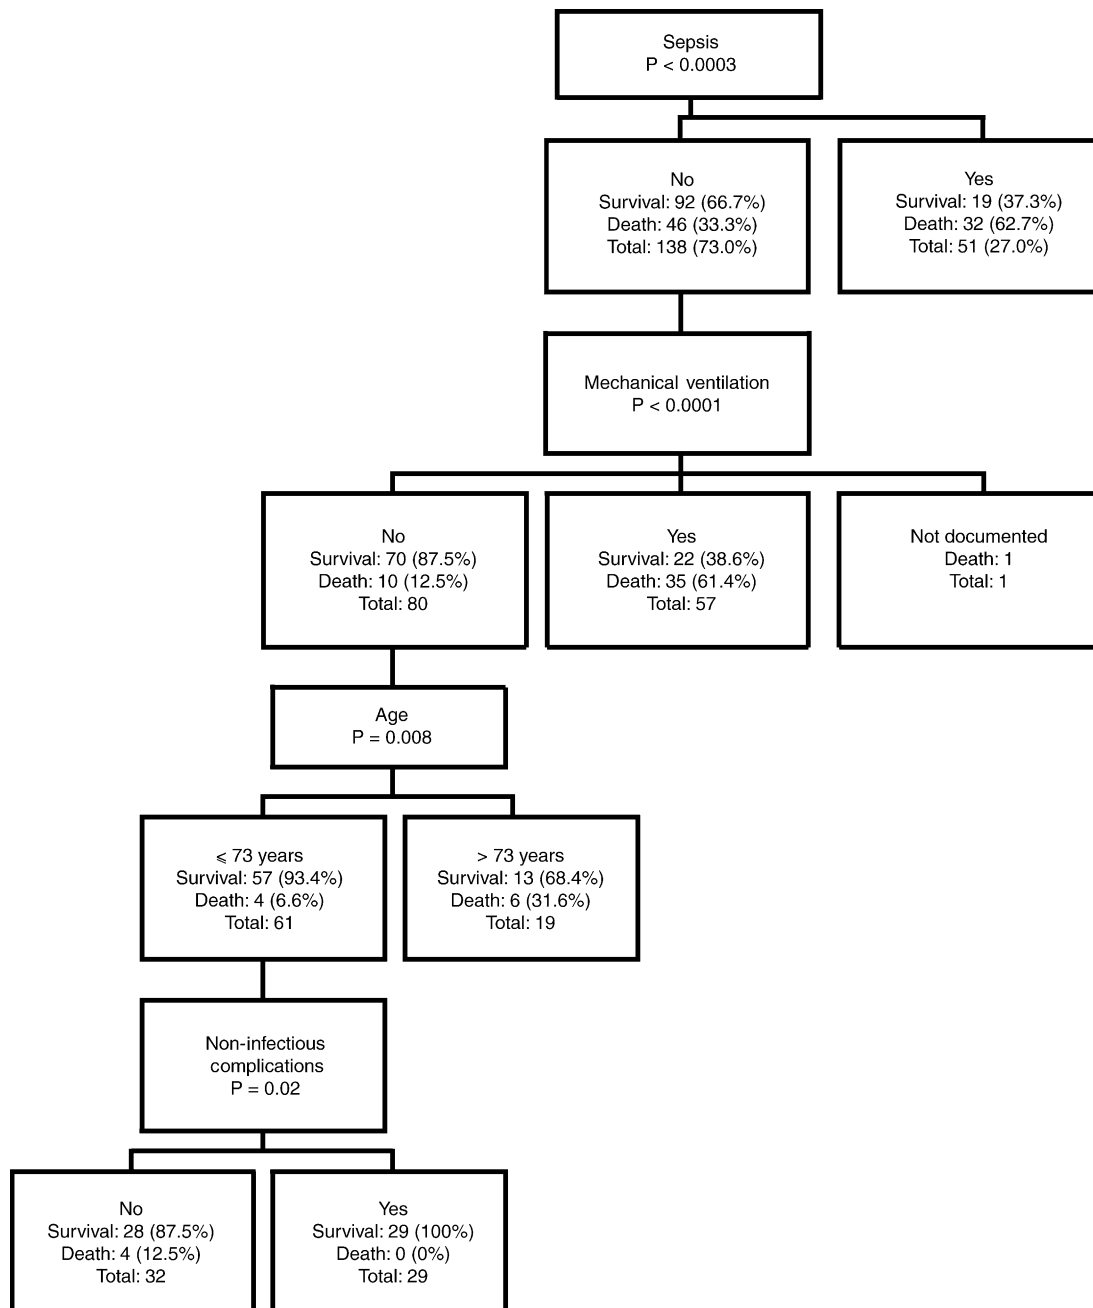 Sepsis
P < 0.0003
No
Survival: 92 (66.7%)
Death: 46 (33.3%)
Total: 138 (73.0%)
Yes
Survival: 19 (37.3%)
Death: 32 (62.7%)
Total: 51 (27.0%)
Mechanical ventilation
P < 0.0001
No
Survival: 70 (87.5%)
Death: 10 (12.5%)
Total: 80
Yes
Survival: 22 (38.6%)
Death: 35 (61.4%)
Total: 57
Not documented
Death: 1
Total: 1
Age
P = 0.008
⩽ 73 years
Survival: 57 (93.4%)
Death: 4 (6.6%)
Total: 61
> 73 years
Survival: 13 (68.4%)
Death: 6 (31.6%)
Total: 19
Non-infectious
complications
P = 0.02
No
Survival: 28 (87.5%)
Death: 4 (12.5%)
Total: 32
Yes
Survival: 29 (100%)
Death: 0 (0%)
Total: 29